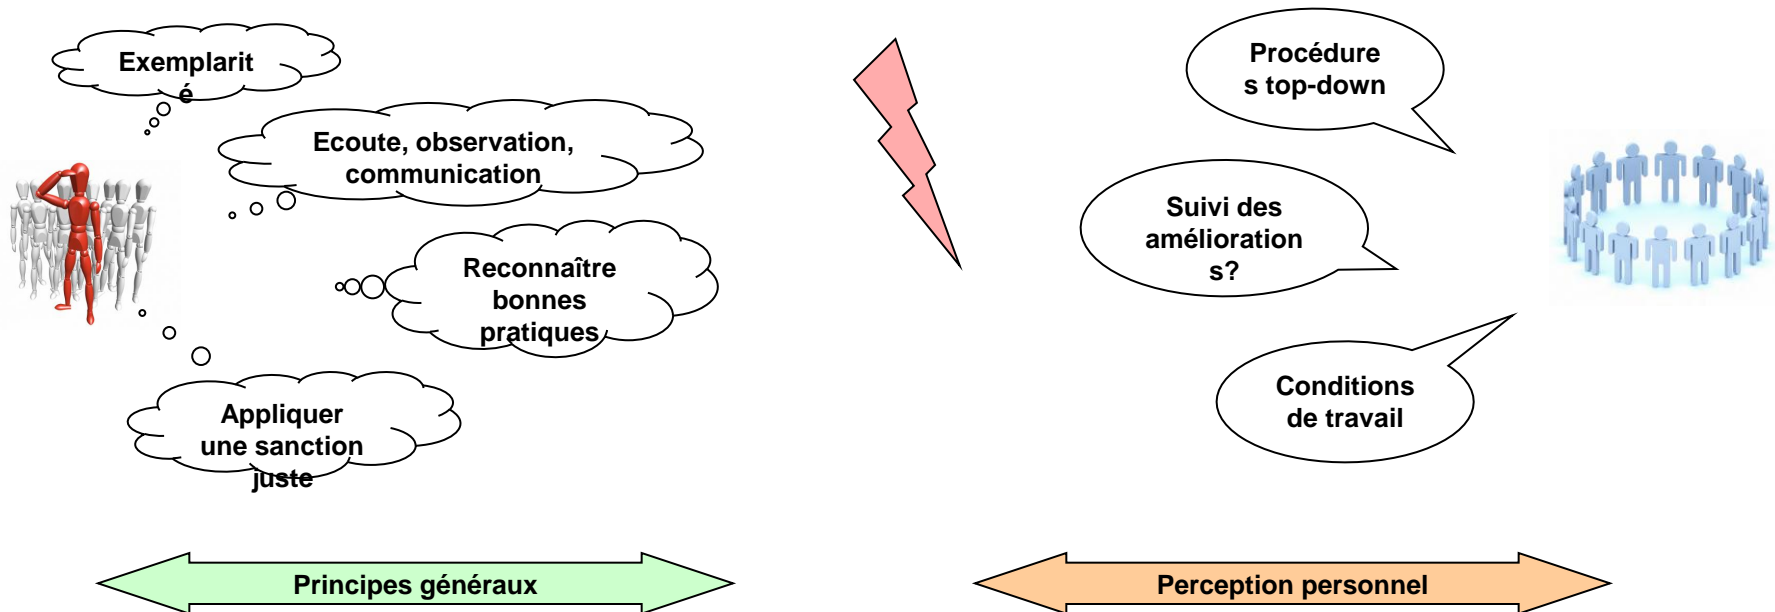 Exemplarit
é
Ecoute, observation,
communication
Reconnaître
bonnes
pratiques
Appliquer
une sanction
juste
Procédure
s top-down
Suivi des
amélioration
s?
Conditions
de travail
Principes généraux
Perception personnel